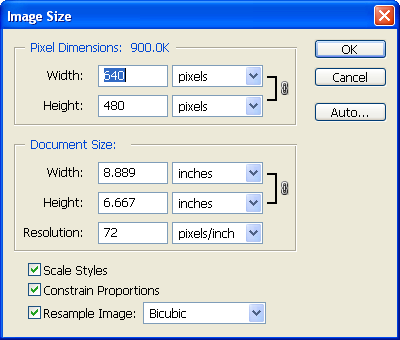 Image Size
Pixel Dimensions: 900.0K
Width: 640 pixels
Height: 480 pixels
OK
Cancel
Auto...
Document Size:
Width: 8.889 inches
Height: 6.667 inches
Resolution: 72 pixels/inch
Scale Styles
Constrain Proportions
Resample Image: Bicubic